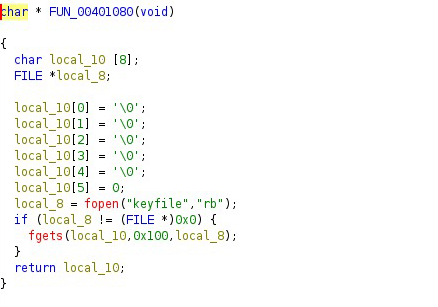 char * FUN_00401080(void)
{
  char local_10 [8];
  FILE *local_8;
  local_10[0] = '\0';
  local_10[1] = '\0';
  local_10[2] = '\0';
  local_10[3] = '\0';
  local_10[4] = '\0';
  local_10[5] = 0;
  local_8 = fopen("keyfile","rb");
  if (local_8 != (FILE *)0x0) {
    fgets(local_10,0x100,local_8);
  }
  return local_10;
}